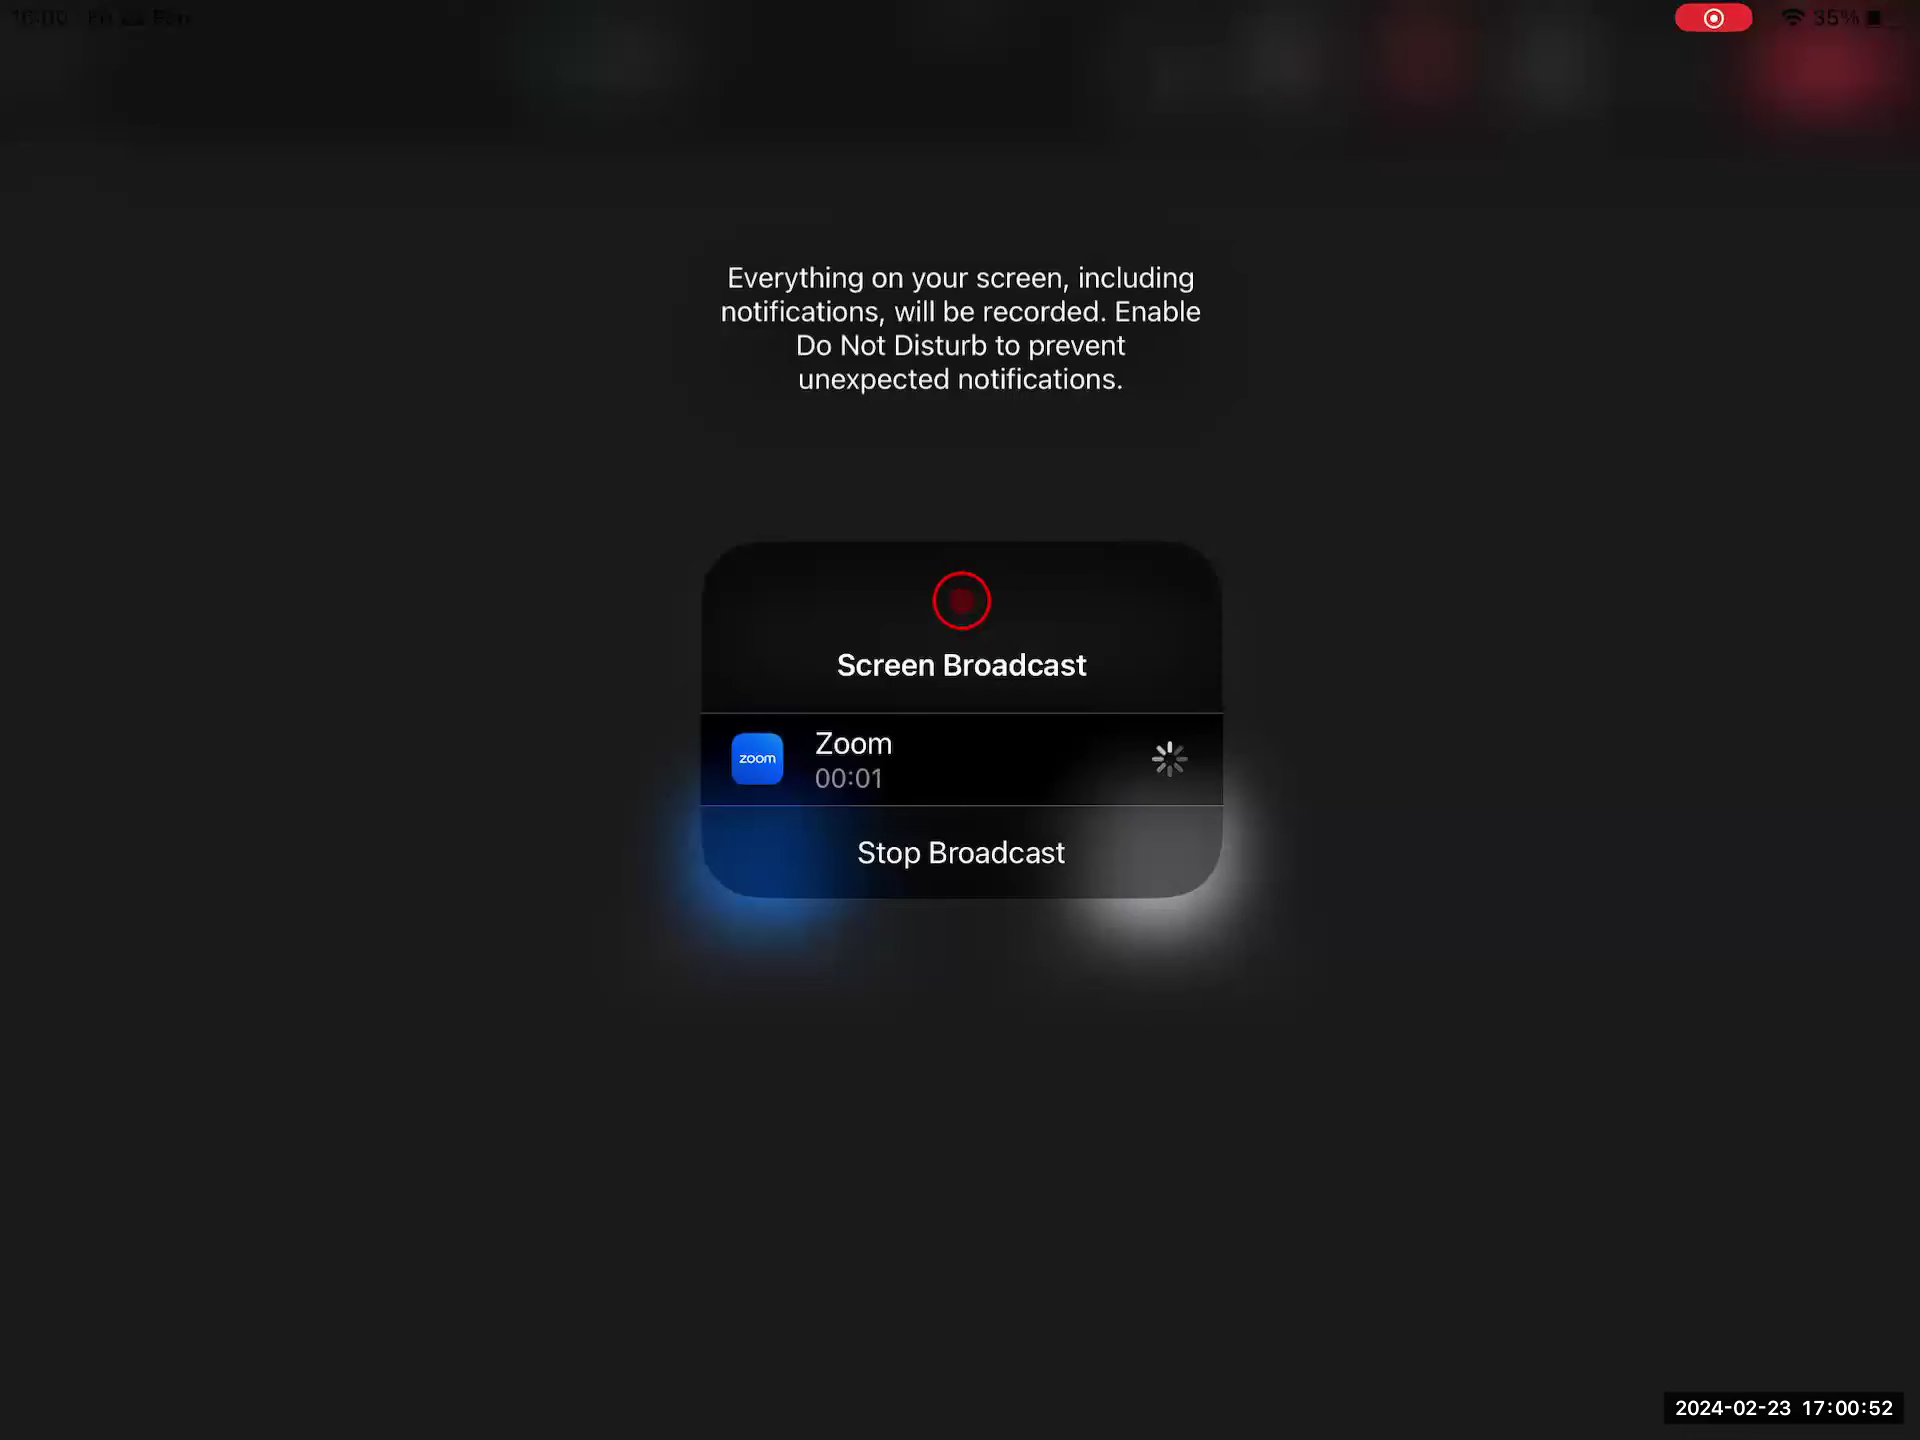 35%
Everything on your screen, including
notifications, will be recorded. Enable
Do Not Disturb to prevent
unexpected notifications.
Screen Broadcast
zoom
Zoom
00:01
Stop Broadcast
2024-02-23 17:00:52